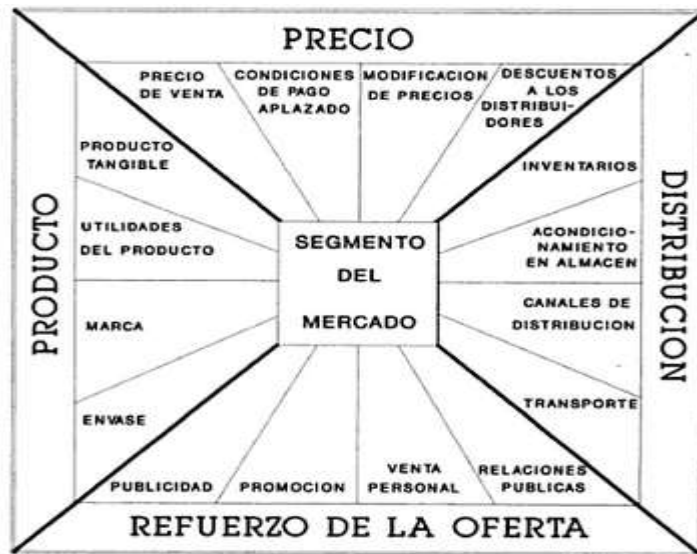 PRECIO
PRECIO
DE VENTA
CONDICIONES
DE PAGO
APLAZADO
MODIFICACION
DE PRECIOS
DESCUENTOS
A LOS
DISTRIBUI-
DORES
PRODUCTO
PRODUCTO
TANGIBLE
UTILIDADES
DEL PRODUCTO
MARCA
ENVASE
SEGMENTO
DEL
MERCADO
INVENTARIOS
ACONDICIO-
NAMIENTO
EN ALMACEN
CANALES DE
DISTRIBUCION
TRANSPORTE
DISTRIBUCION
PUBLICIDAD
PROMOCION
VENTA
PERSONAL
RELACIONES
PUBLICAS
REFUERZO DE LA OFERTA